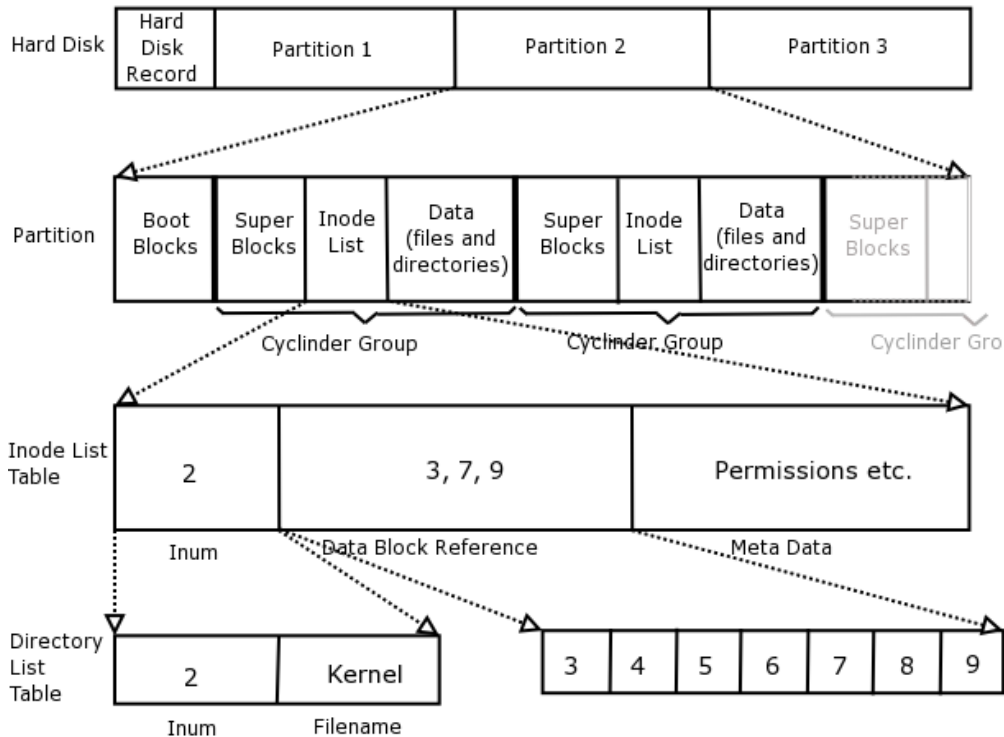 Hard Disk
Hard
Disk
Record
Partition 1
Partition 2
Partition 3
Partition
Boot
Blocks
Super
Blocks
Inode
List
Data
(files and
directories)
Super
Blocks
Inode
List
Data
(files and
directories)
Super
Blocks
Cyclinder Group
Cyclinder Group
Cyclinder Gro
Inode List
Table
2
3, 7, 9
Permissions etc.
Inum
Data Block Reference
Meta Data
Directory
List
Table
2
Kernel
Inum
Filename
3
4
5
6
7
8
9